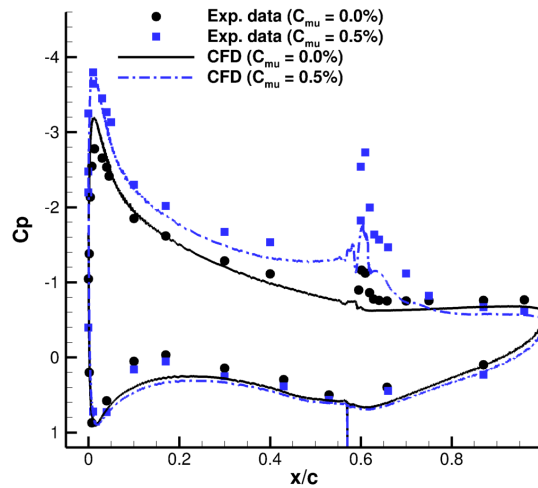 Exp. data (C_mu = 0.0%)
Exp. data (C_mu = 0.5%)
CFD (C_mu = 0.0%)
CFD (C_mu = 0.5%)
-4
-3
-2
-1
0
1
Cp
0
0.2
0.4
0.6
0.8
x/c